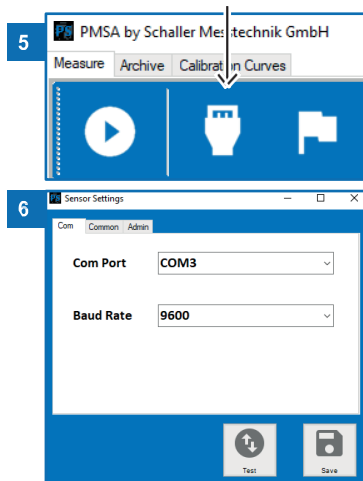 5
PMSA by Schaller Messtechnik GmbH
Measure Archive Calibration Curves
6
Sensor Settings
Com Common Admin
Com Port COM3
Baud Rate 9600
Test Save